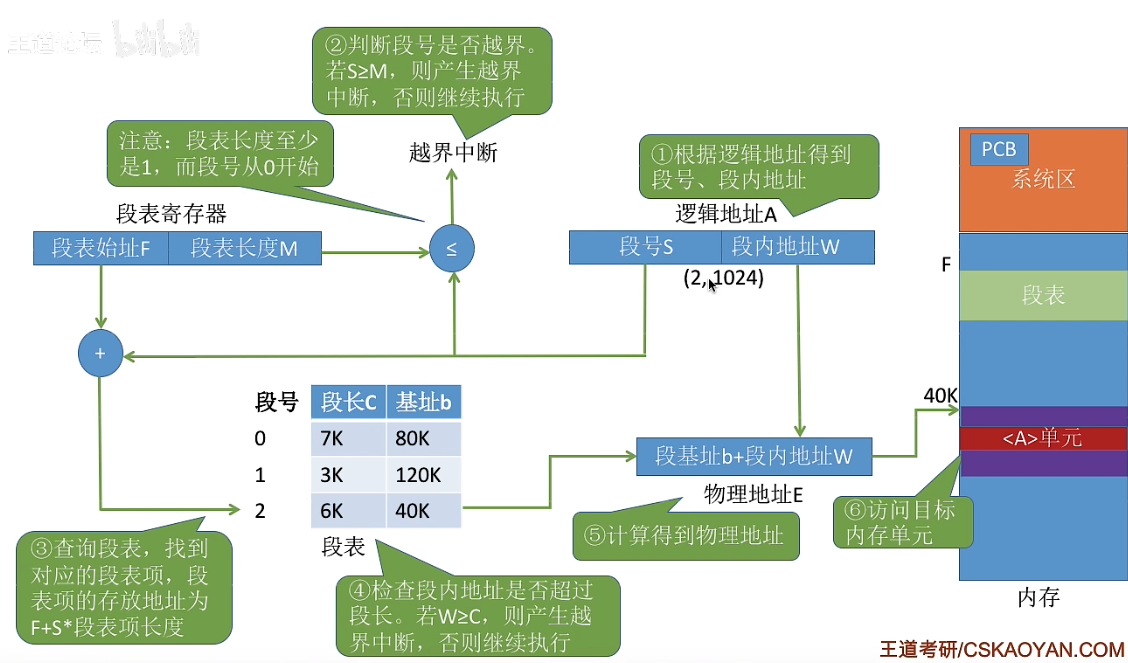 王道论坛 bilibili
②判断段号是否越界。
若S≥M，则产生越界
中断，否则继续执行
注意：段表长度至少
是1，而段号从0开始
越界中断
①根据逻辑地址得到
段号、段内地址
段表寄存器
段表始址F 段表长度M
≤
逻辑地址A
段号S 段内地址W
(2, 1024)
PCB
系统区
F
段表
+
段号 段长C 基址b
0 7K 80K
1 3K 120K
2 6K 40K
段表
段基址b+段内地址W
物理地址E
40K
<A>单元
③查询段表，找到
对应的段表项，段
表项的存放地址为
F+S*段表项长度
④检查段内地址是否超过
段长。若W≥C，则产生越
界中断，否则继续执行
⑤计算得到物理地址
⑥访问目标
内存单元
内存
王道考研/CSKAOYAN.COM